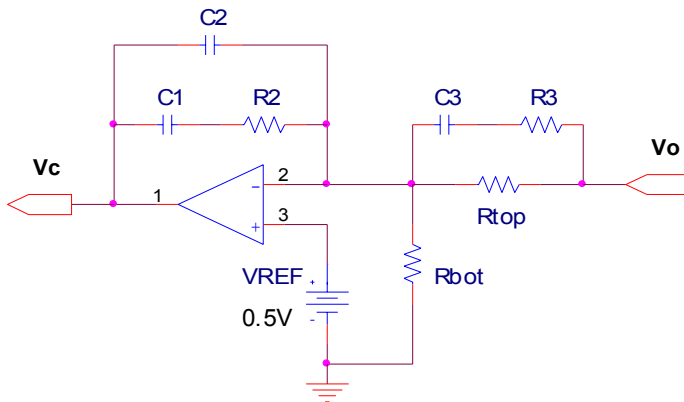 C2
C1 R2 C3 R3
Vc Vo
1 2 -
3 +
Rtop
VREF + Rbot
0.5V -